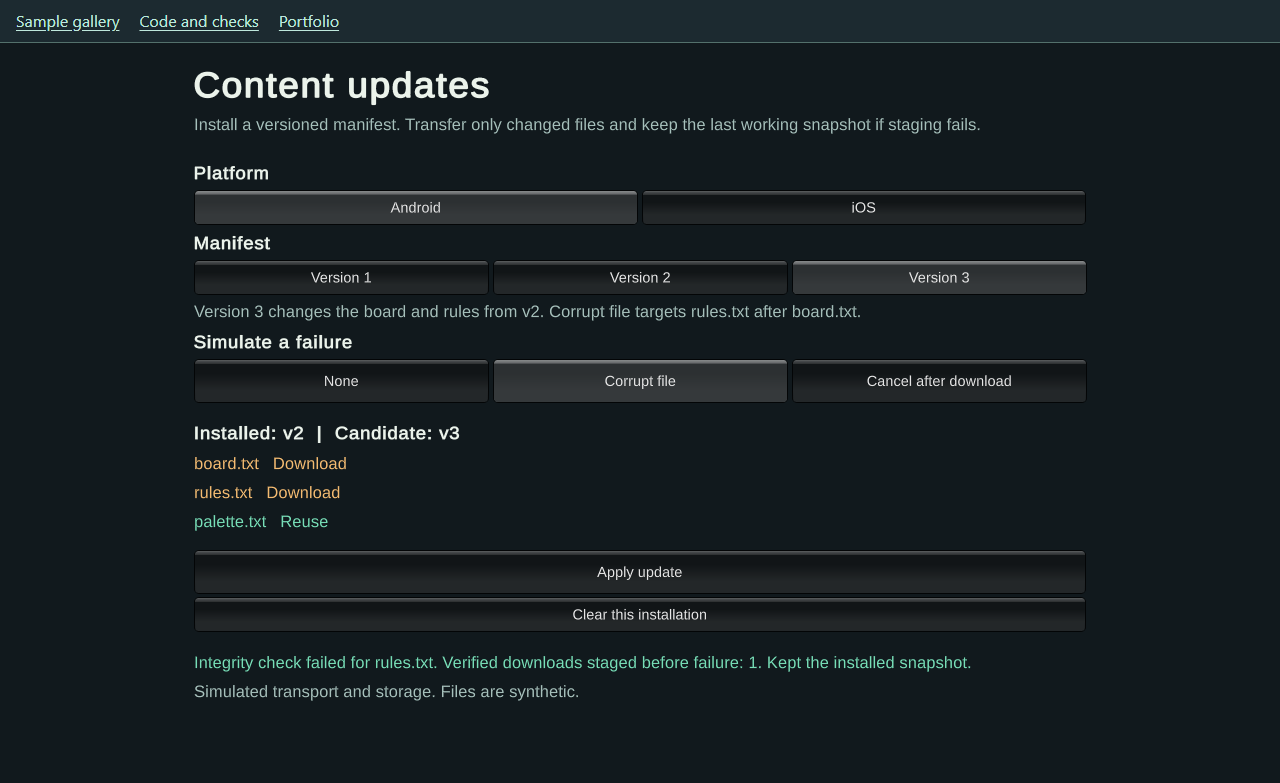 Sample gallery Code and checks Portfolio
Content updates
Install a versioned manifest. Transfer only changed files and keep the last working snapshot if staging fails.
Platform
Android iOS
Manifest
Version 1 Version 2 Version 3
Version 3 changes the board and rules from v2. Corrupt file targets rules.txt after board.txt.
Simulate a failure
None Corrupt file Cancel after download
Installed: v2 | Candidate: v3
board.txt Download
rules.txt Download
palette.txt Reuse
Apply update
Clear this installation
Integrity check failed for rules.txt. Verified downloads staged before failure: 1. Kept the installed snapshot.
Simulated transport and storage. Files are synthetic.